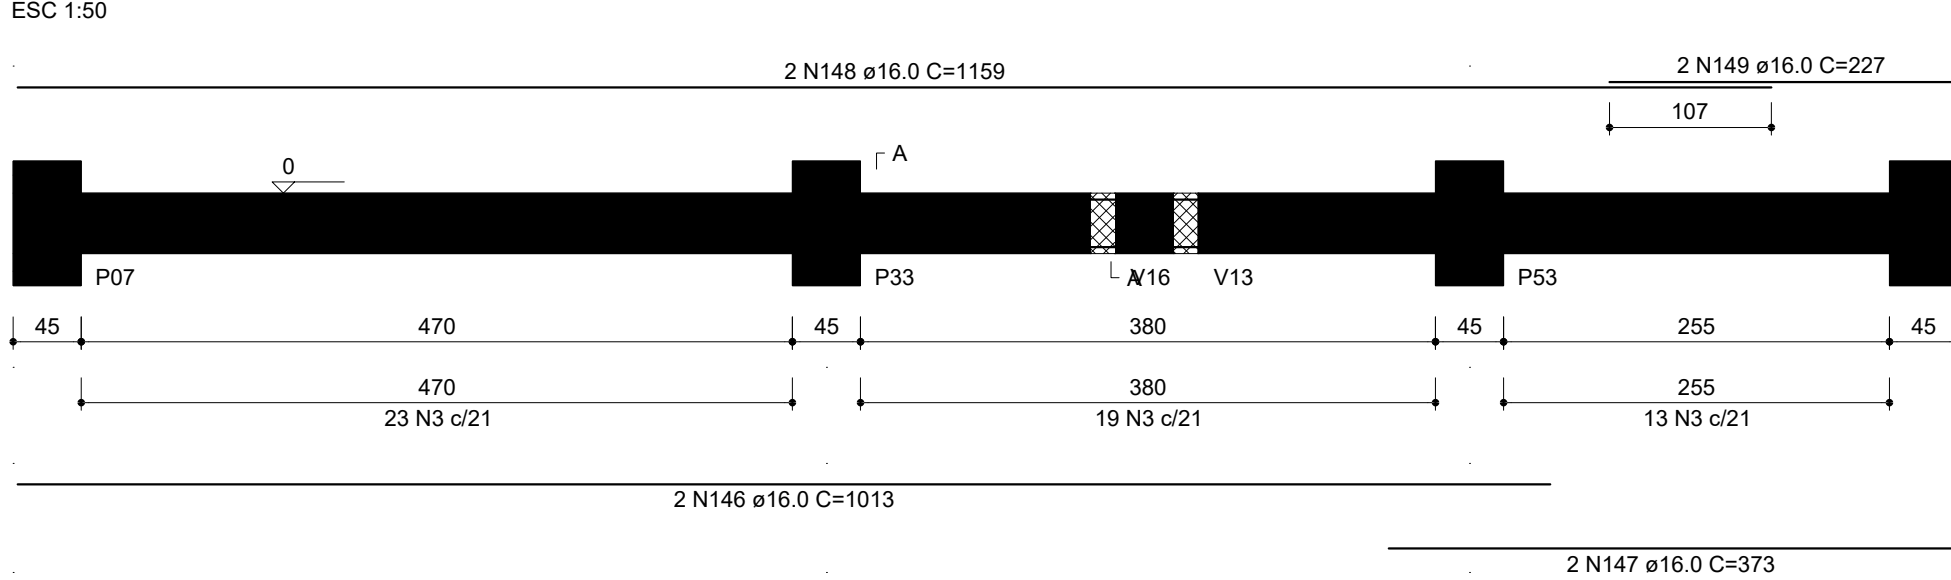 ESC 1:50
2 N148 ø16.0 C=1159
2 N149 ø16.0 C=227
107
A
0
P07
P33
A
V16
V13
P53
45
470
45
380
45
255
45
470
380
255
23 N3 c/21
19 N3 c/21
13 N3 c/21
2 N146 ø16.0 C=1013
2 N147 ø16.0 C=373